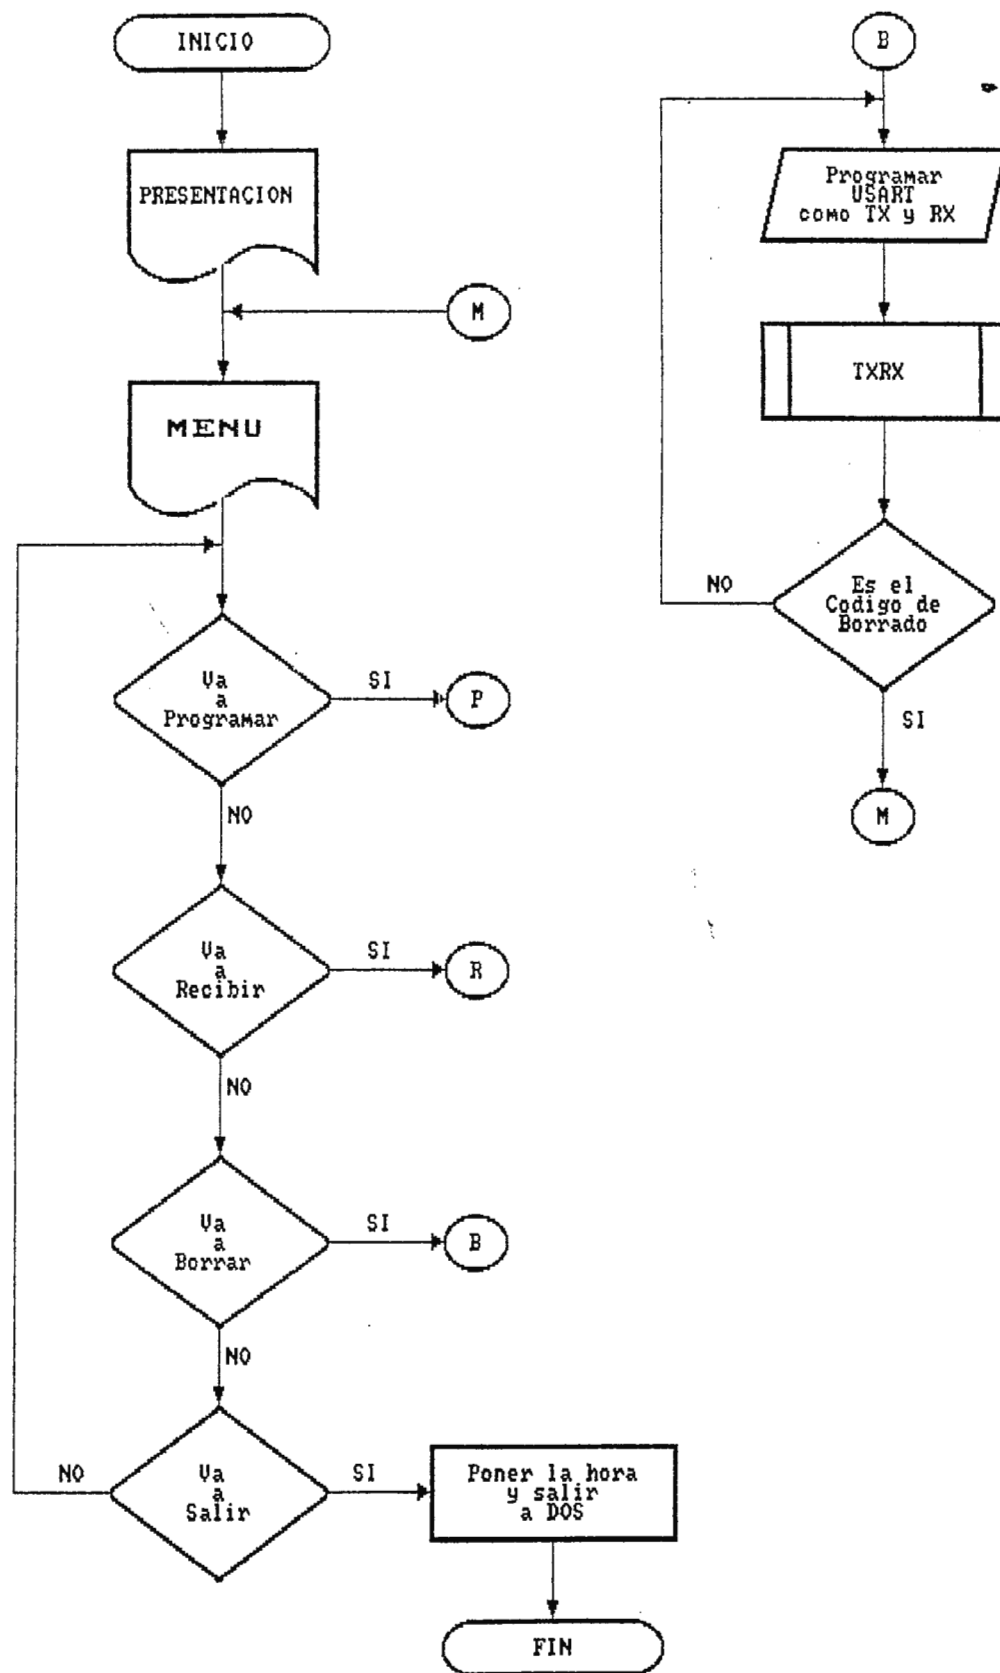 INICIO
PRESENTACION
M
MENU
Va
a
Programar
SI
P
NO
Va
a
Recibir
SI
R
NO
Va
a
Borrar
SI
B
NO
Va
a
Salir
NO
SI
Poner la hora
y salir
a DOS
FIN
B
Programar
USART
como TX y RX
TXRX
Es el
Codigo de
Borrado
NO
SI
M